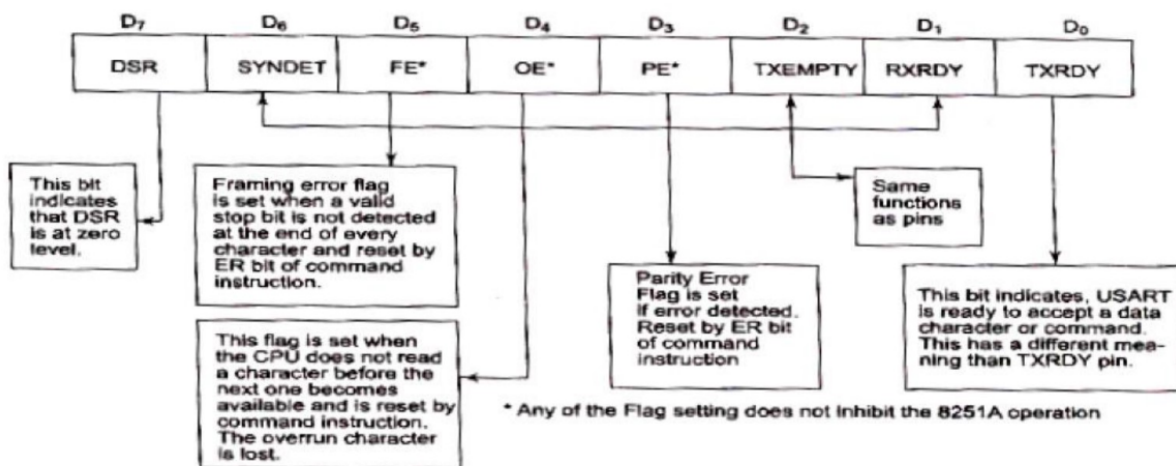 D7 D6 D5 D4 D3 D2 D1 D0
DSR SYNDET FE* OE* PE* TXEMPTY RXRDY TXRDY
This bit
indicates
that DSR
is at zero
level.
Framing error flag
is set when a valid
stop bit is not detected
at the end of every
character and reset by
ER bit of command
instruction.
Same
functions
as pins
Parity Error
Flag is set
if error detected.
Reset by ER bit
of command
instruction
This bit indicates, USART
is ready to accept a data
character or command.
This has a different mea-
ning than TXRDY pin.
This flag is set when
the CPU does not read
a character before the
next one becomes
available and is reset by
command instruction.
The overrun character
is lost.
* Any of the Flag setting does not Inhibit the 8251A operation